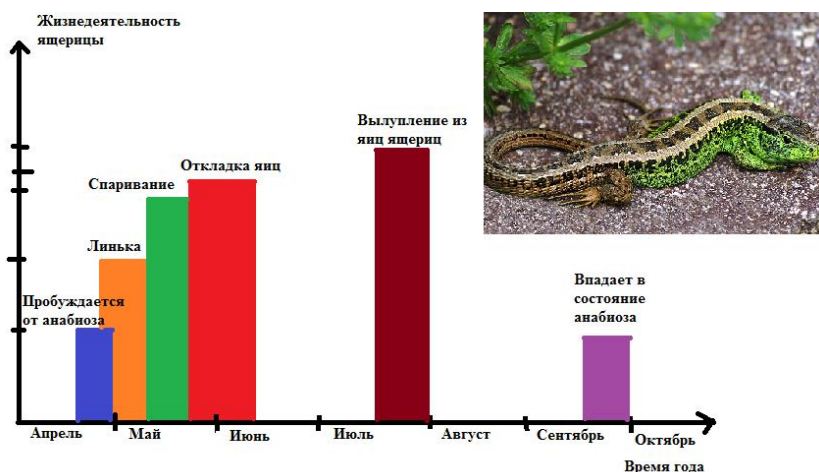 Жизнедеятельность
ящерицы
Вылупление из
яиц ящериц
Откладка яиц
Спаривание
Линька
Пробуждается
от анабиоза
Впадает в
состояние
анабиоза
Апрель
Май
Июнь
Июль
Август
Сентябрь
Октябрь
Время года